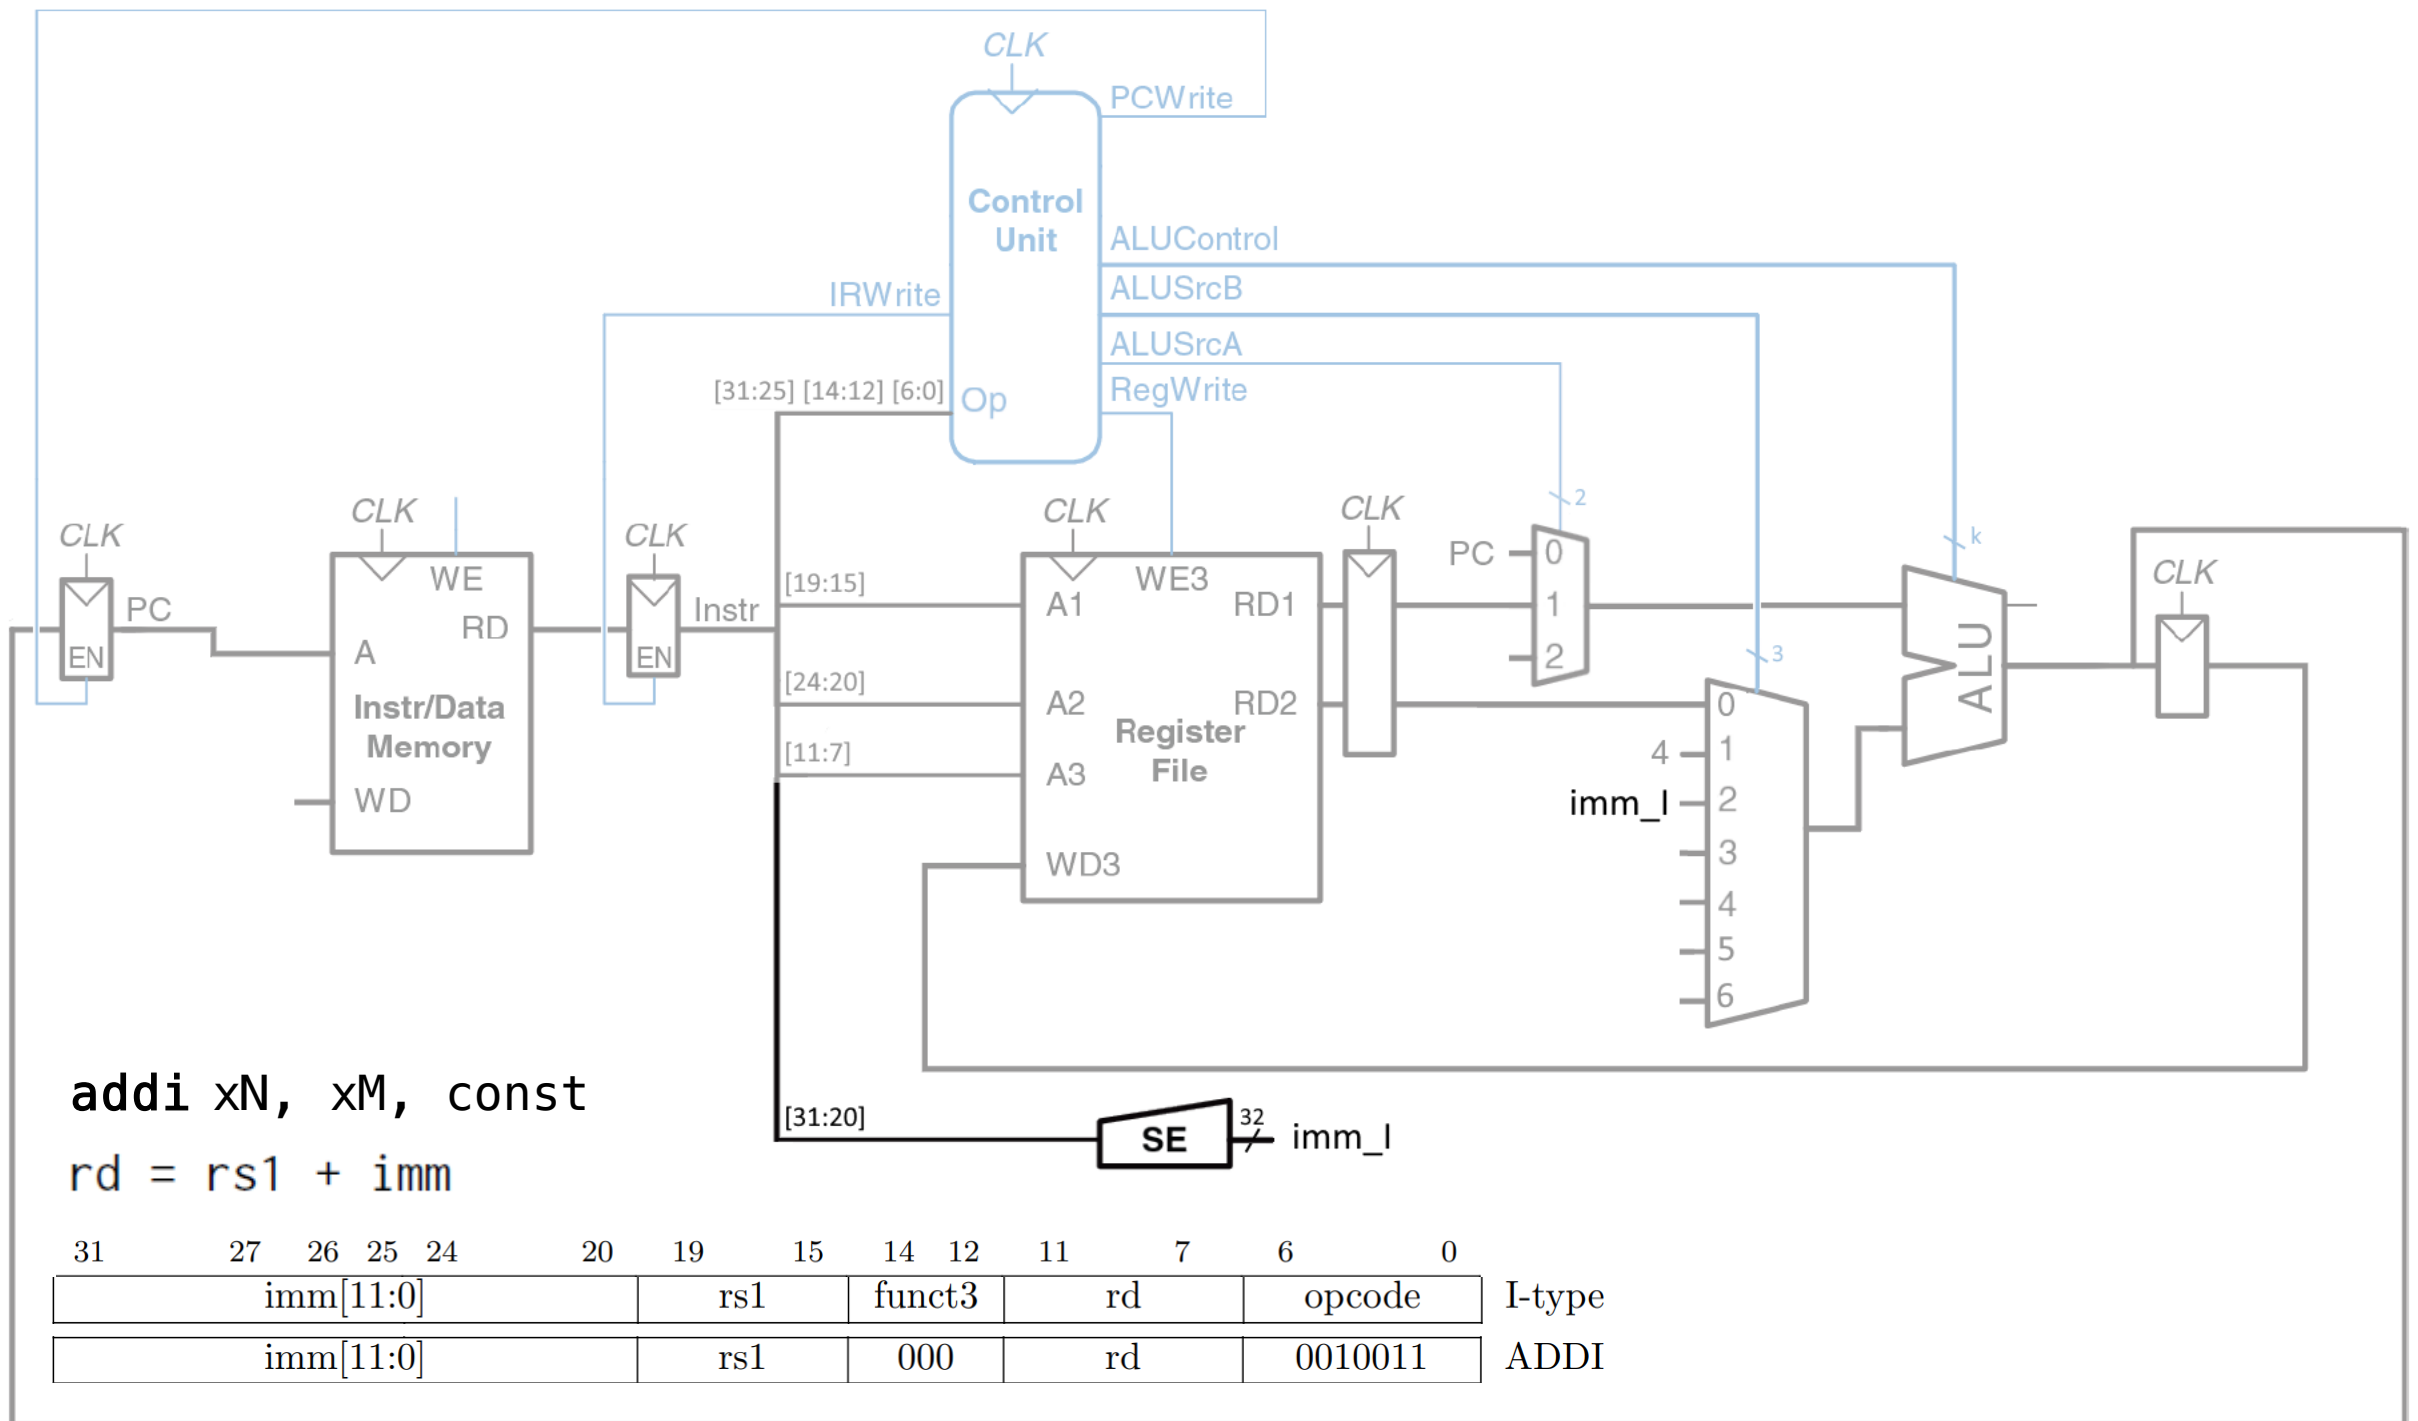 CLK
PCWrite
Control
Unit
ALUControl
ALUSrcB
IRWrite
ALUSrcA
RegWrite
[31:25] [14:12] [6:0]
Op
2
k
CLK
PC
EN
CLK
WE
A
RD
Instr/Data
Memory
WD
CLK
Instr
EN
[19:15]
[24:20]
[11:7]
CLK
WE3
A1
RD1
A2
RD2
Register
File
A3
WD3
CLK
PC
0
1
2
3
0
4
1
imm_I
2
3
4
5
6
ALU
CLK
[31:20]
SE
32
imm_I
addi xN, xM, const
rd = rs1 + imm
31 27 26 25 24 20 19 15 14 12 11 7 6 0
imm[11:0] rs1 funct3 rd opcode I-type
imm[11:0] rs1 000 rd 0010011 ADDI